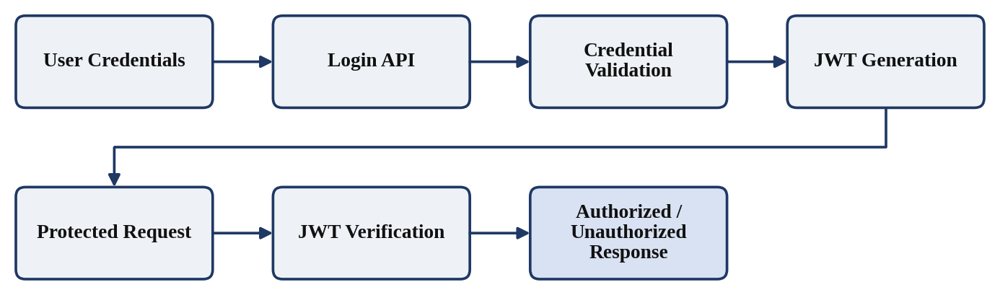 User Credentials
Login API
Credential
Validation
JWT Generation
Protected Request
JWT Verification
Authorized /
Unauthorized
Response